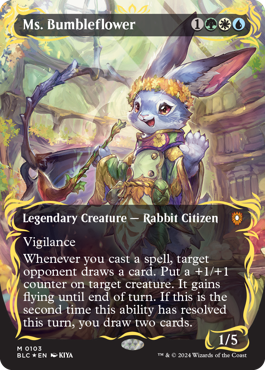 Ms. Bumbleflower 1
Legendary Creature — Rabbit Citizen
Vigilance
Whenever you cast a spell, target
opponent draws a card. Put a +1/+1
counter on target creature. It gains
flying until end of turn. If this is the
second time this ability has resolved
this turn, you draw two cards.
1/5
M 0103
BLC ★ EN KIYA
™ & © 2024 Wizards of the Coast